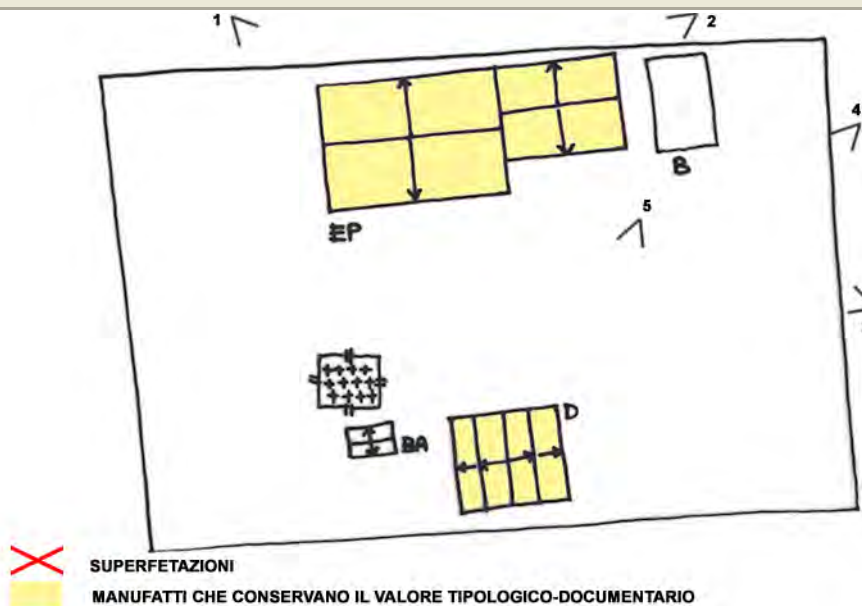 1
2
4
B
5
EP
D
BA
SUPERFETAZIONI
MANUFATTI CHE CONSERVANO IL VALORE TIPOLOGICO-DOCUMENTARIO